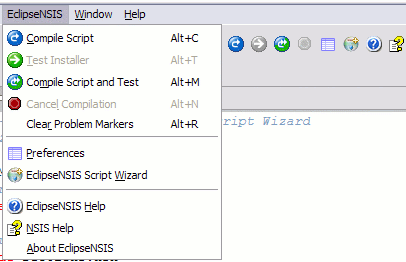 EclipseNSIS Window Help
Compile Script Alt+C
Test Installer Alt+T
Compile Script and Test Alt+M
Cancel Compilation Alt+N
Clear Problem Markers Alt+R
ript Wizard
Preferences
EclipseNSIS Script Wizard
EclipseNSIS Help
NSIS Help
About EclipseNSIS